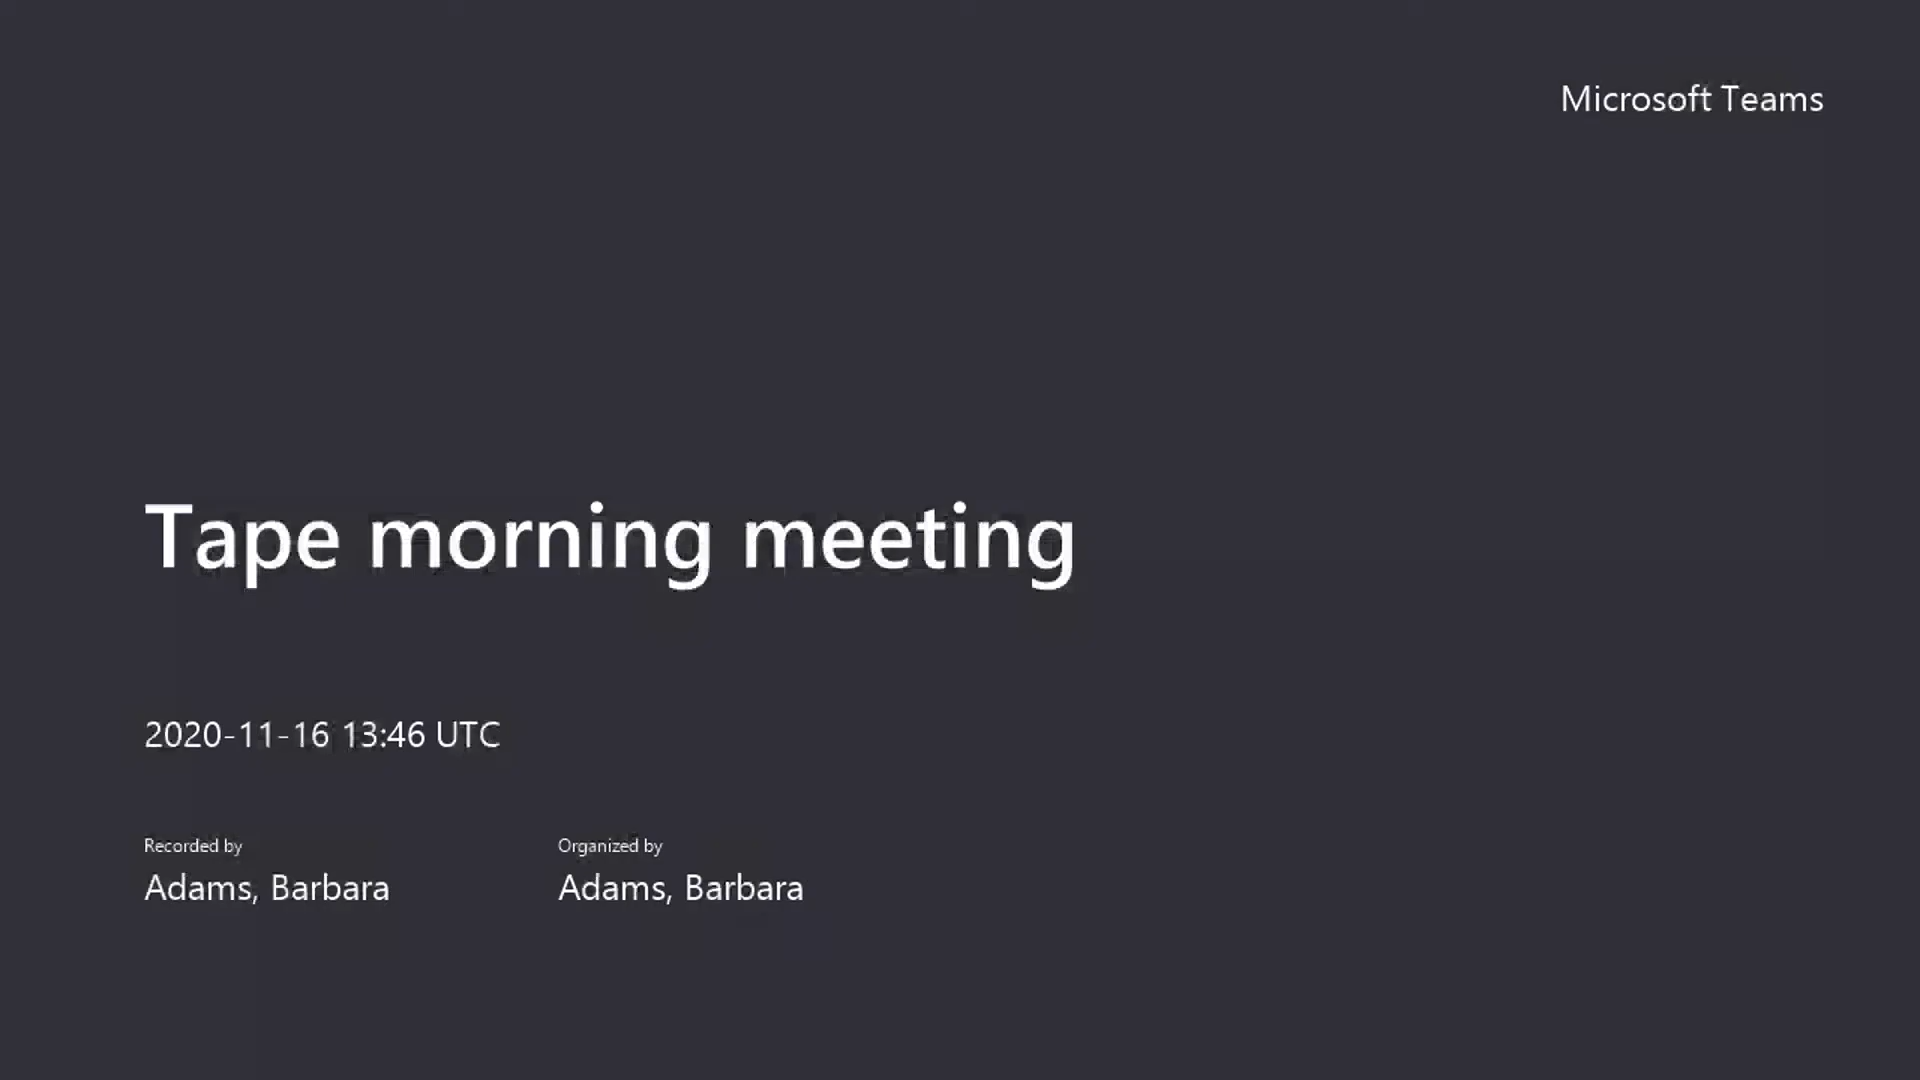 Microsoft Teams
Tape morning meeting
2020-11-16 13:46 UTC
Recorded by
Adams, Barbara
Organized by
Adams, Barbara